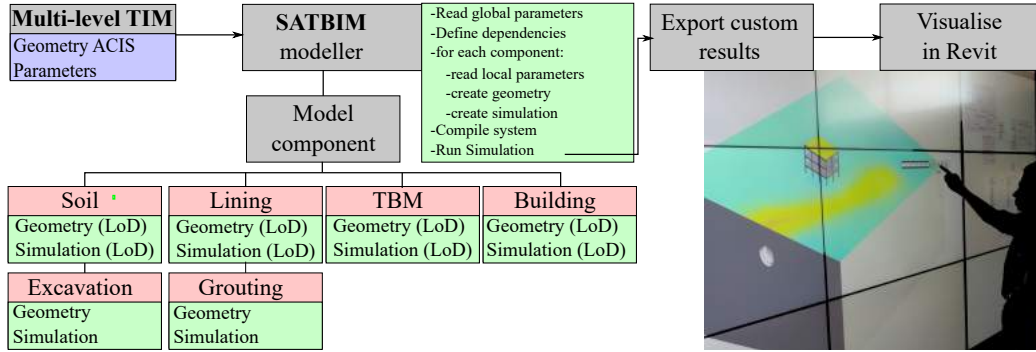 Multi-level TIM
Geometry ACIS
Parameters
SATBIM
modeller
-Read global parameters
-Define dependencies
-for each component:
-read local parameters
-create geometry
-create simulation
-Compile system
-Run Simulation
Export custom
results
Visualise
in Revit
Model
component
Soil
Geometry (LoD)
Simulation (LoD)
Lining
Geometry (LoD)
Simulation (LoD)
TBM
Geometry (LoD)
Simulation (LoD)
Building
Geometry (LoD)
Simulation (LoD)
Excavation
Geometry
Simulation
Grouting
Geometry
Simulation